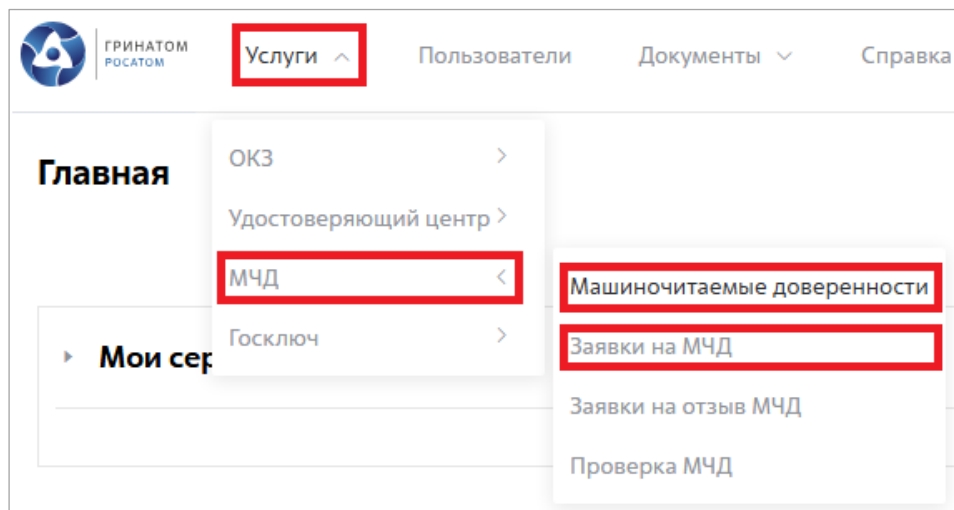 ГРИНАТОМ
РОСАТОМ
Услуги Пользователи Документы Справка
Главная
ОКЗ
Удостоверяющий центр
МЧД
Госключ
Машиночитаемые доверенности
Заявки на МЧД
Заявки на отзыв МЧД
Проверка МЧД
Мои сер